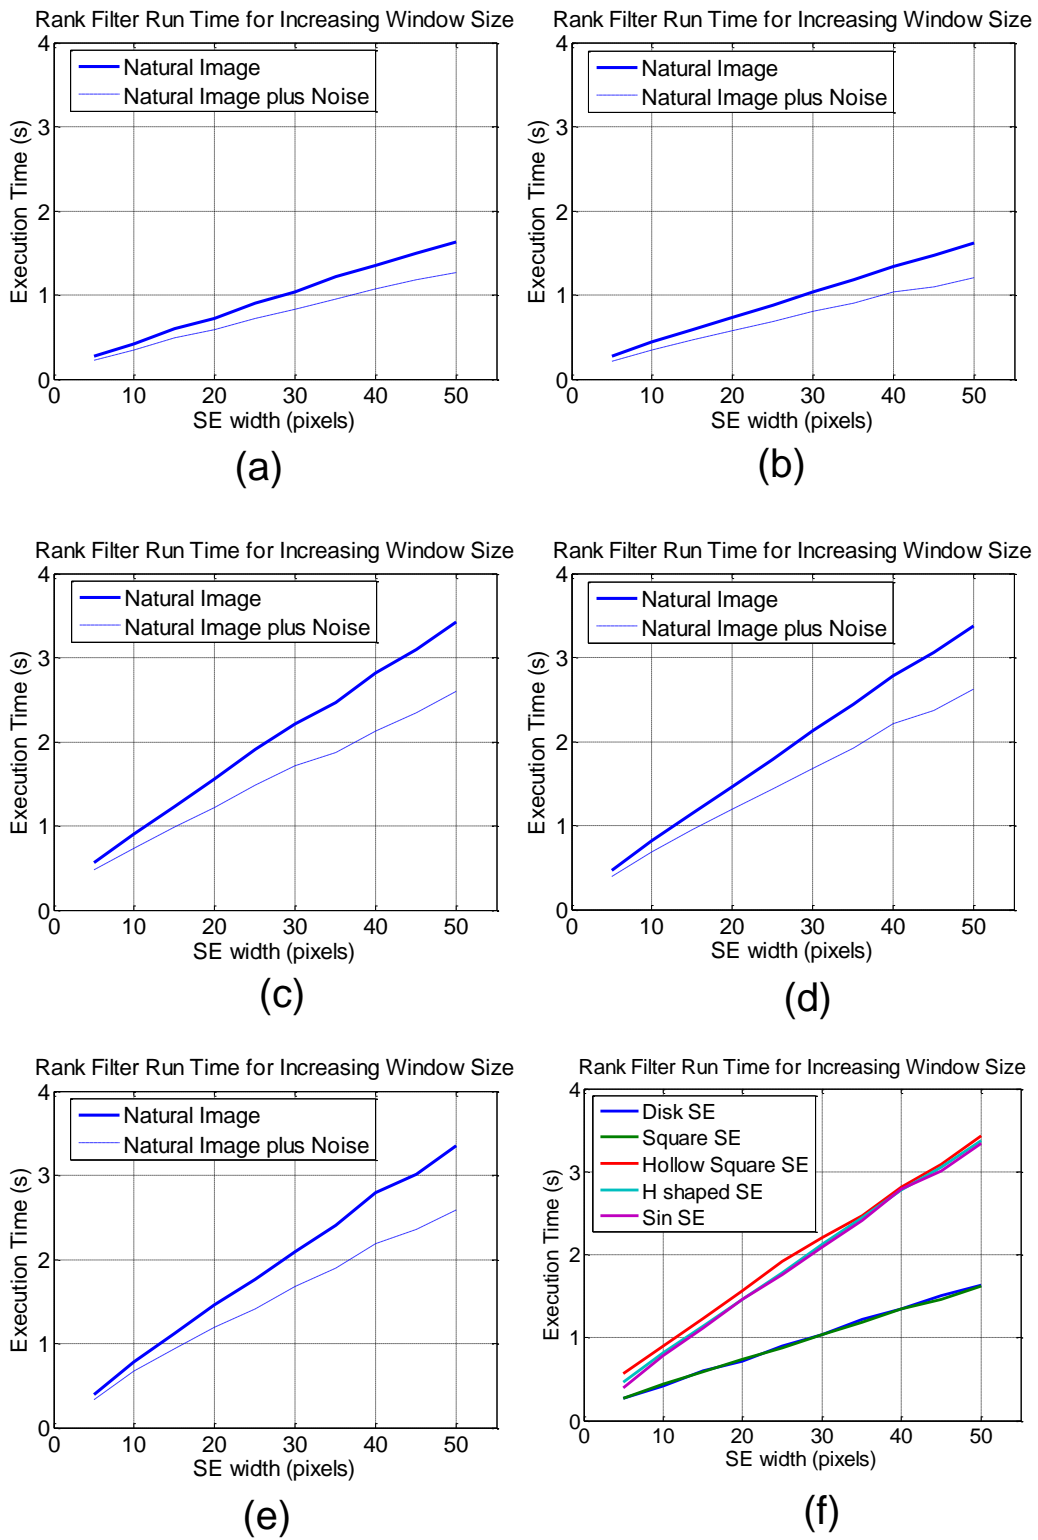 Rank Filter Run Time for Increasing Window Size
4
3
2
1
0
Execution Time (s)
Natural Image
Natural Image plus Noise
0 10 20 30 40 50
SE width (pixels)
(a)
Rank Filter Run Time for Increasing Window Size
4
3
2
1
0
Execution Time (s)
Natural Image
Natural Image plus Noise
0 10 20 30 40 50
SE width (pixels)
(b)
Rank Filter Run Time for Increasing Window Size
4
3
2
1
0
Execution Time (s)
Natural Image
Natural Image plus Noise
0 10 20 30 40 50
SE width (pixels)
(c)
Rank Filter Run Time for Increasing Window Size
4
3
2
1
0
Execution Time (s)
Natural Image
Natural Image plus Noise
0 10 20 30 40 50
SE width (pixels)
(d)
Rank Filter Run Time for Increasing Window Size
4
3
2
1
0
Execution Time (s)
Natural Image
Natural Image plus Noise
0 10 20 30 40 50
SE width (pixels)
(e)
Rank Filter Run Time for Increasing Window Size
4
3
2
1
0
Execution Time (s)
Disk SE
Square SE
Hollow Square SE
H shaped SE
Sin SE
0 10 20 30 40 50
SE width (pixels)
(f)